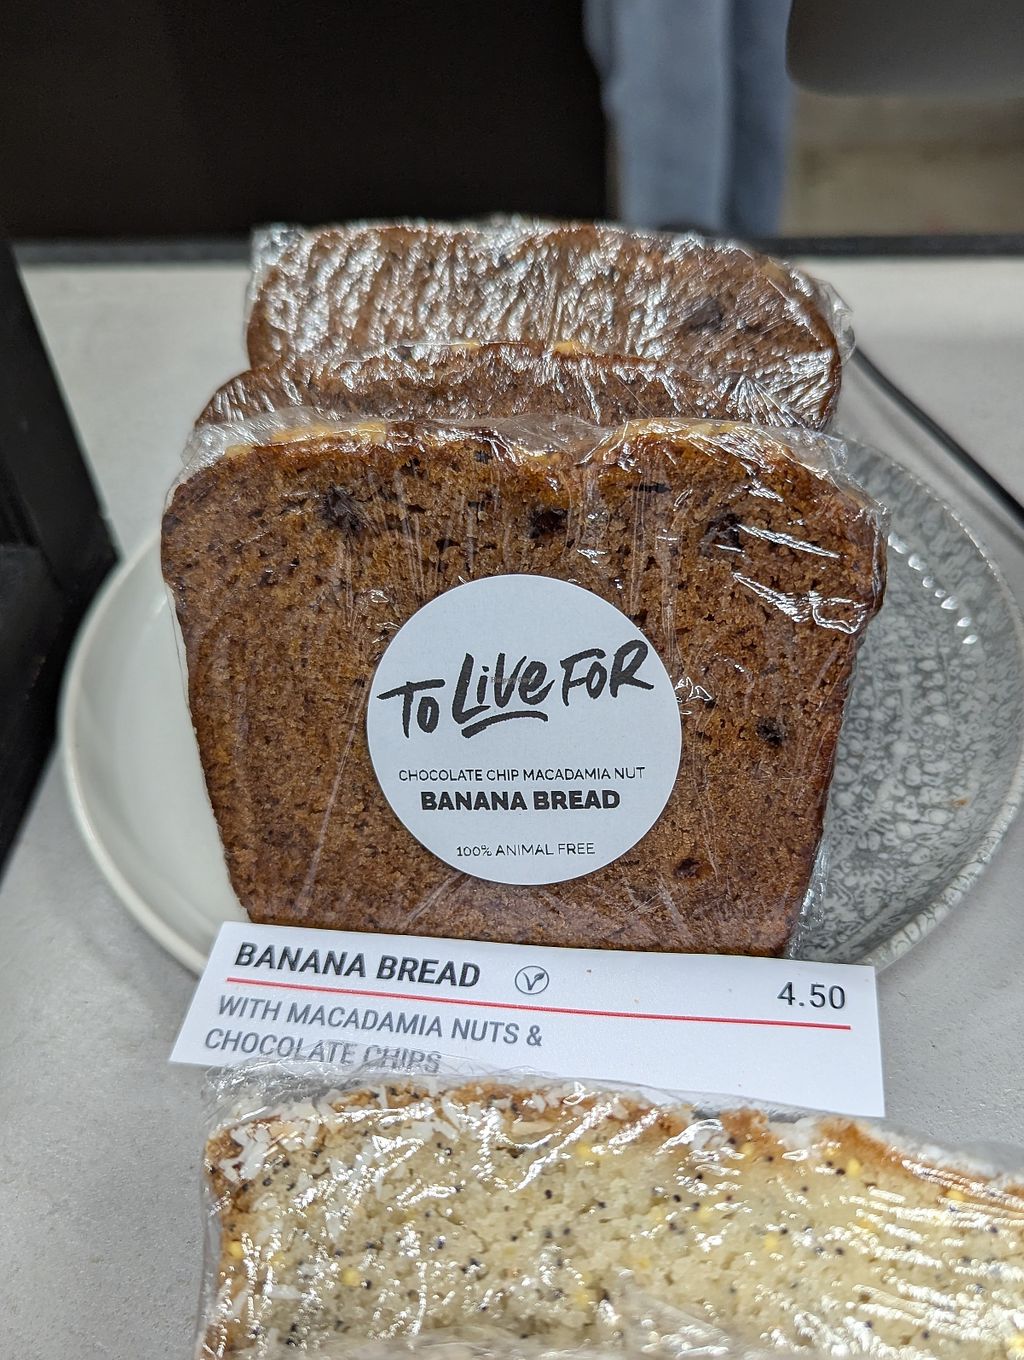 To Live For
CHOCOLATE CHIP MACADAMIA NUT
BANANA BREAD
100% ANIMAL FREE
BANANA BREAD V 4.50
WITH MACADAMIA NUTS &
CHOCOLATE CHIPS